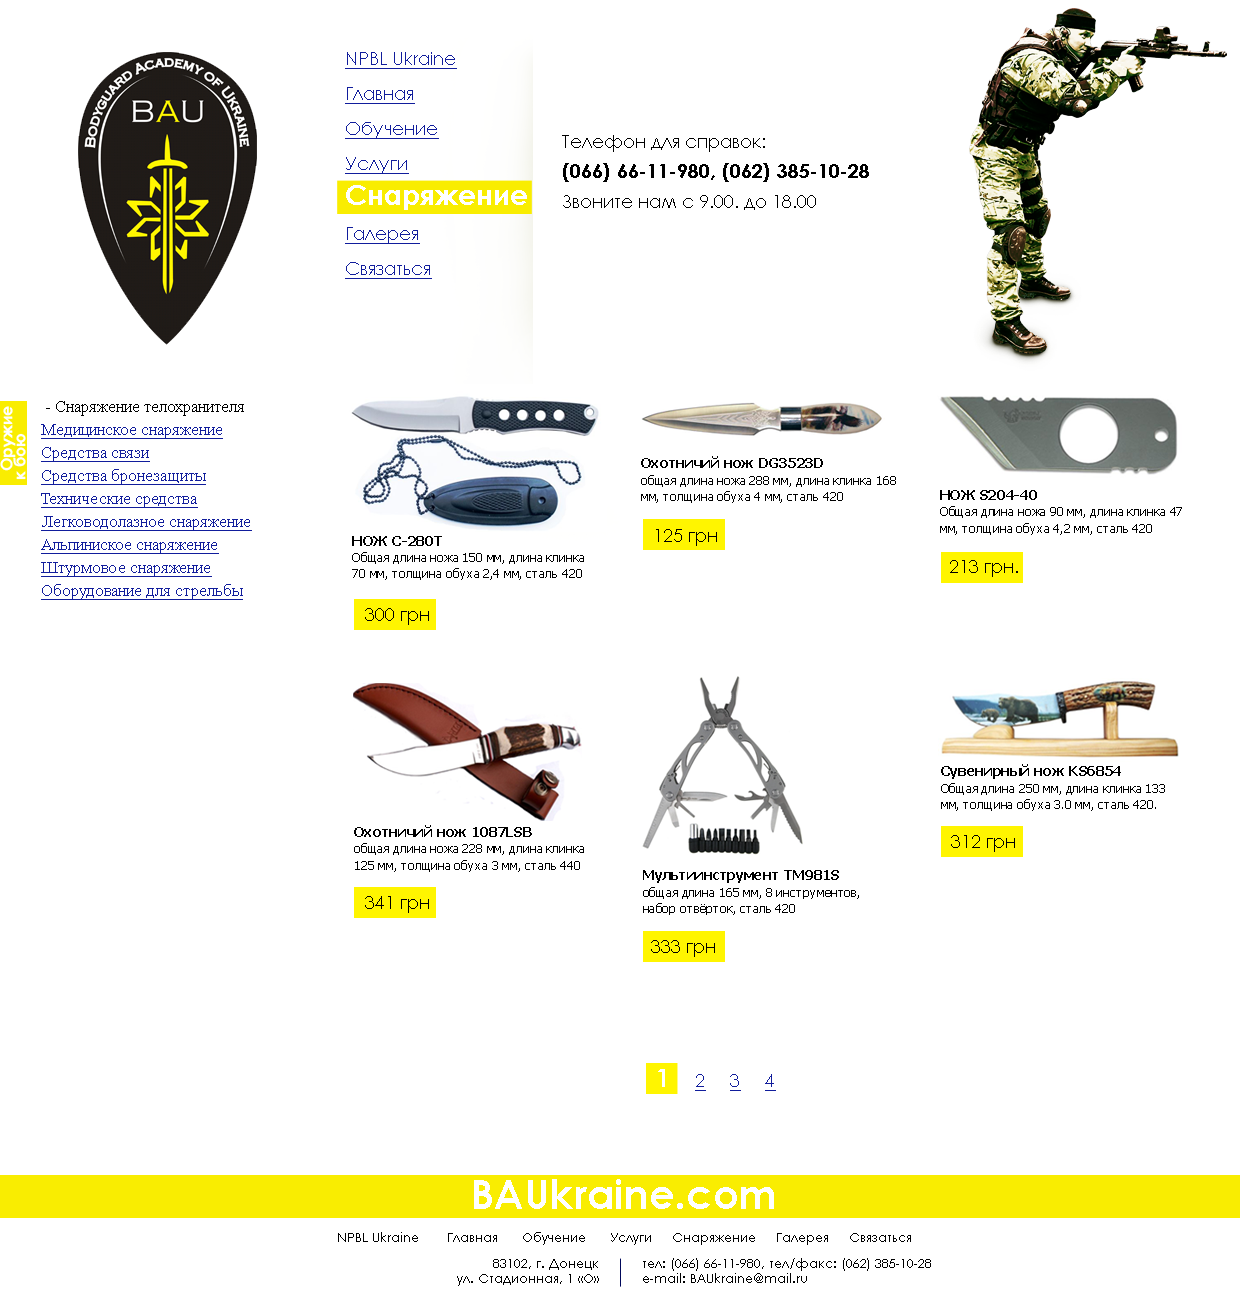 BODYGUARD ACADEMY OF UKRAINE
BAU
NPBL Ukraine
Главная
Обучение
Услуги
Снаряжение
Галерея
Связаться
Телефон для справок:
(066) 66-11-980, (062) 385-10-28
Звоните нам с 9.00. до 18.00
Оружие
к бою
- Снаряжение телохранителя
Медицинское снаряжение
Средства связи
Средства бронезащиты
Технические средства
Легководолазное снаряжение
Альпиниское снаряжение
Штурмовое снаряжение
Оборудование для стрельбы
НОЖ С-280Т
Общая длина ножа 150 мм, длина клинка
70 мм, толщина обуха 2,4 мм, сталь 420
300 грн
Охотничий нож DG3523D
общая длина ножа 288 мм, длина клинка 168
мм, толщина обуха 4 мм, сталь 420
125 грн
НОЖ S204-40
Общая длина ножа 90 мм, длина клинка 47
мм, толщина обуха 4,2 мм, сталь 420
213 грн.
Охотничий нож 1087LSB
общая длина ножа 228 мм, длина клинка
125 мм, толщина обуха 3 мм, сталь 440
341 грн
Мультиинструмент TM981S
общая длина 165 мм, 8 инструментов,
набор отвёрток, сталь 420
333 грн
Сувенирный нож KS6854
Общая длина 250 мм, длина клинка 133
мм, толщина обуха 3.0 мм, сталь 420.
312 грн
1 2 3 4
BAUkraine.com
NPBL Ukraine Главная Обучение Услуги Снаряжение Галерея Связаться
83102, г. Донецк
ул. Стадионная, 1 «О»
тел: (066) 66-11-980, тел/факс: (062) 385-10-28
e-mail: BAUkraine@mail.ru